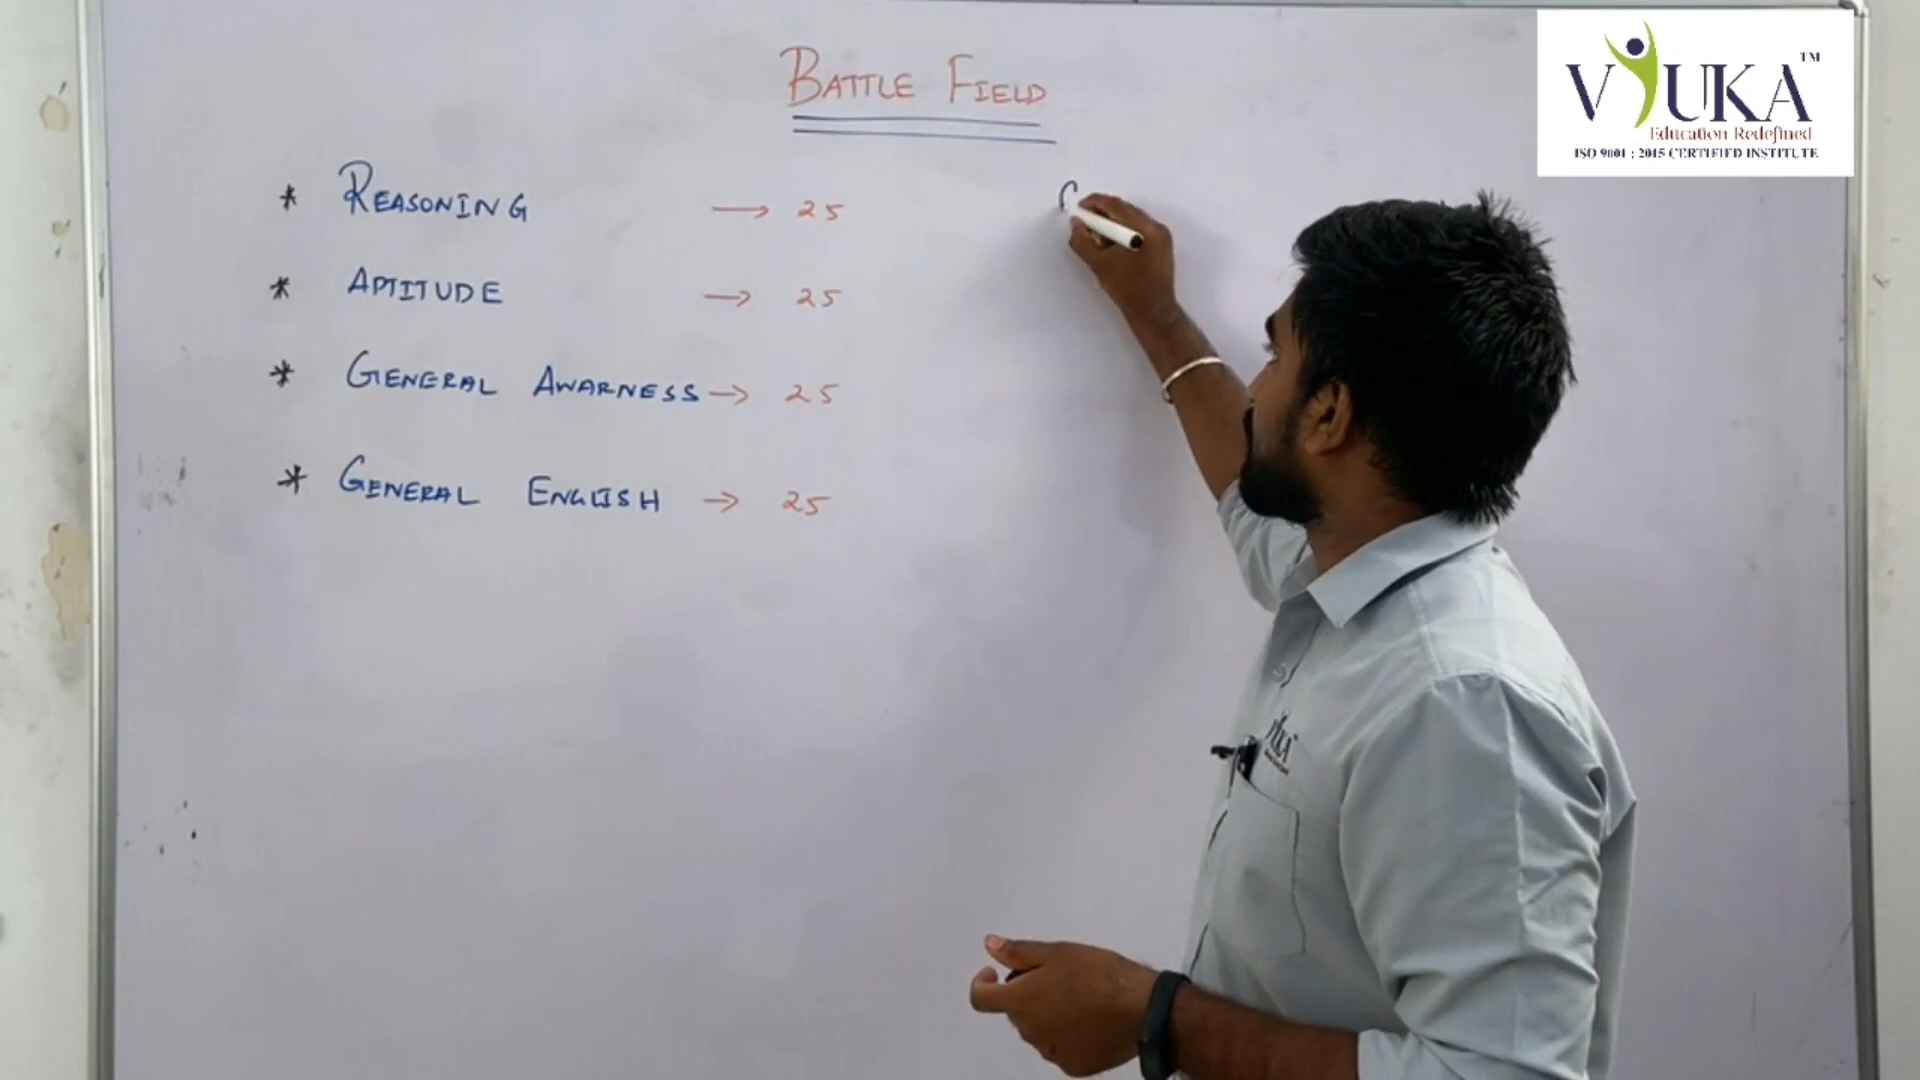 BATTLE FIELD
* REASONING → 25
* APTITUDE → 25
* GENERAL AWARNESS → 25
* GENERAL ENGLISH → 25
VYUKA™
Education Redefined
ISO 9001 : 2015 CERTIFIED INSTITUTE